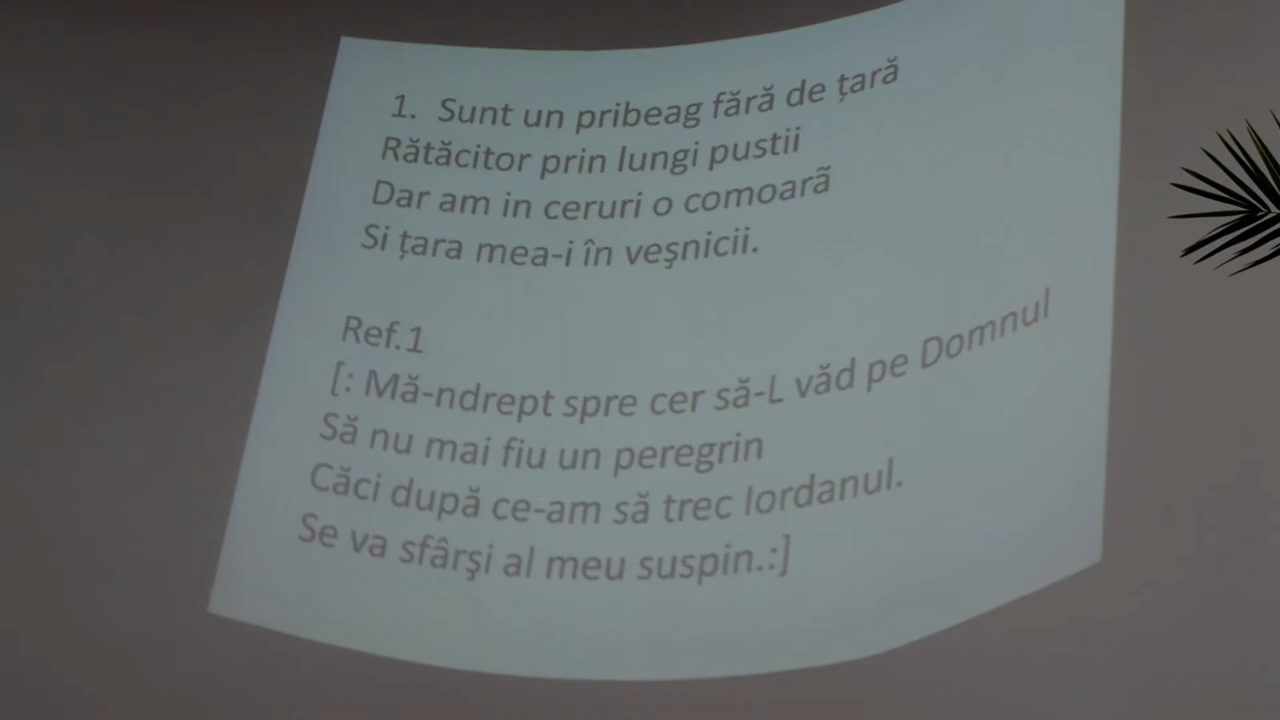 1. Sunt un pribeag fără de țară
Rătăcitor prin lungi pustii
Dar am in ceruri o comoarã
Si țara mea-i în veşnicii.
Ref.1
[: Mă-ndrept spre cer să-L văd pe Domnul
Să nu mai fiu un peregrin
Căci după ce-am să trec Iordanul.
Se va sfârşi al meu suspin.:]